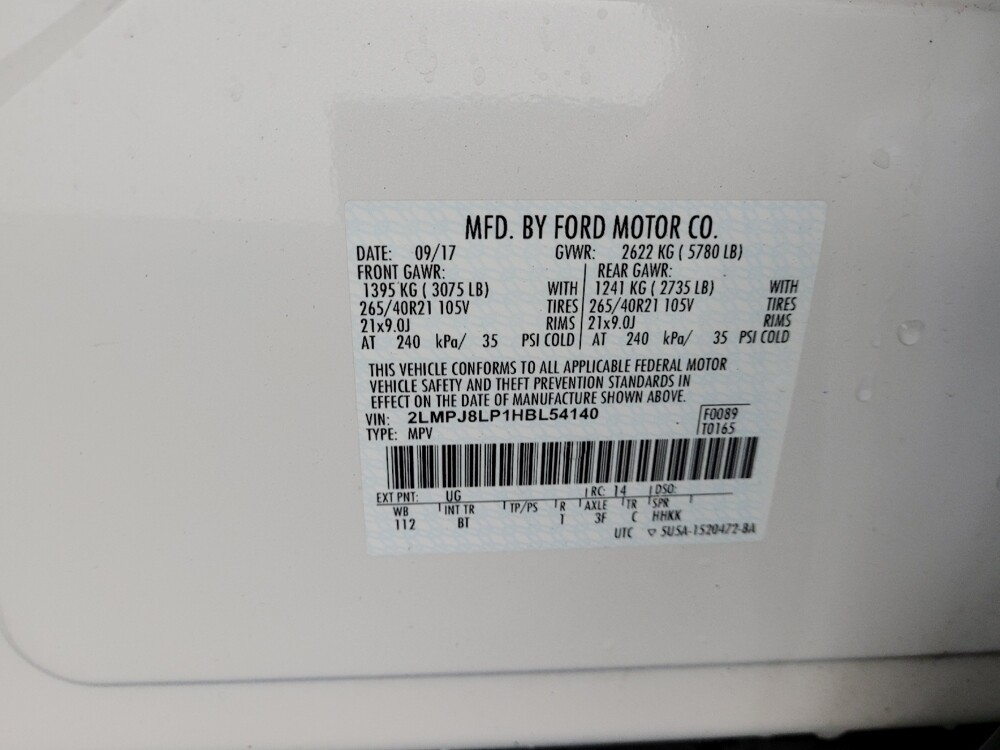 MFD. BY FORD MOTOR CO.
DATE: 09/17 GVWR: 2622 KG ( 5780 LB)
FRONT GAWR: REAR GAWR:
1395 KG ( 3075 LB) WITH 1241 KG ( 2735 LB) WITH
265/40R21 105V TIRES 265/40R21 105V TIRES
21x9.0J RIMS 21x9.0J RIMS
AT 240 kPa/ 35 PSI COLD AT 240 kPa/ 35 PSI COLD
THIS VEHICLE CONFORMS TO ALL APPLICABLE FEDERAL MOTOR
VEHICLE SAFETY AND THEFT PREVENTION STANDARDS IN
EFFECT ON THE DATE OF MANUFACTURE SHOWN ABOVE.
VIN: 2LMPJ8LP1HBL54140 F0089
TYPE: MPV T0165
EXT PNT: UG RC: 14 DSO:
WB INT TR TP/PS R AXLE TR SPR
112 BT T 3F C HHKK
UTC ▽ 5U5A-1520472-BA